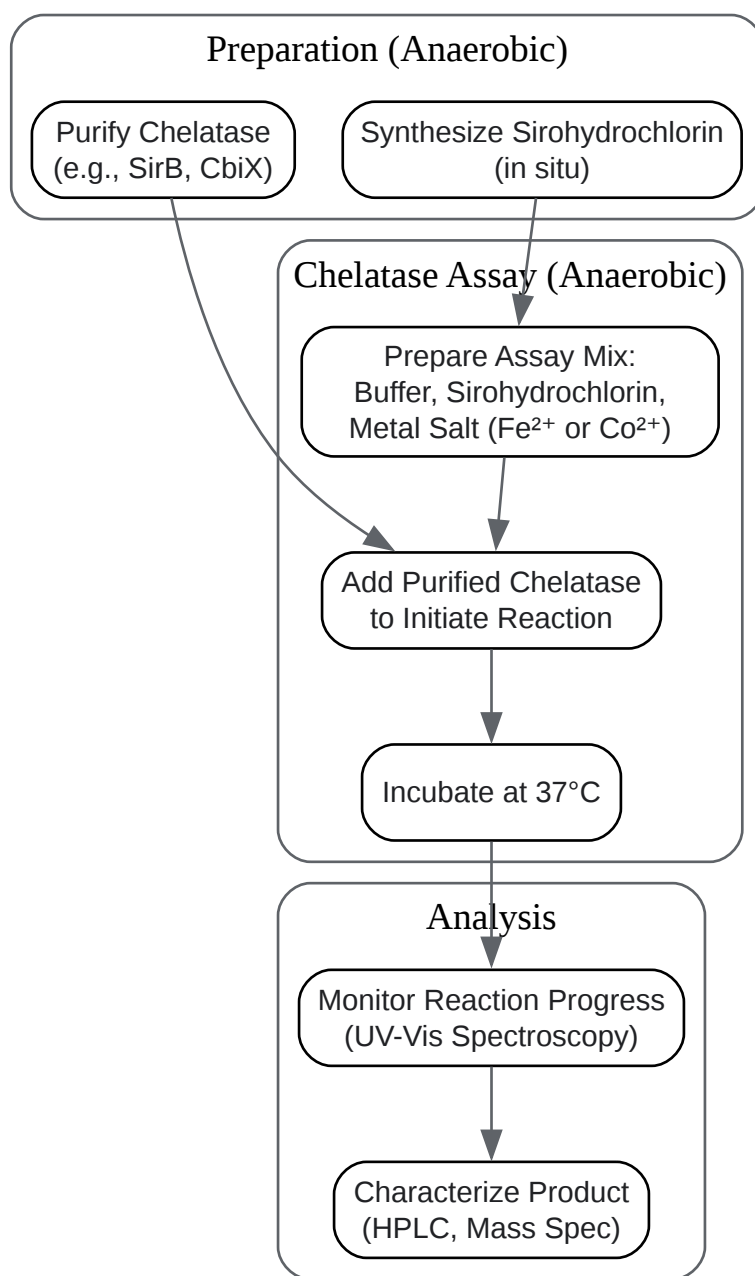 Preparation (Anaerobic)
Purify Chelatase
(e.g., SirB, CbiX)
Synthesize Sirohydrochlorin
(in situ)
Chelatase Assay (Anaerobic)
Prepare Assay Mix:
Buffer, Sirohydrochlorin,
Metal Salt (Fe²⁺ or Co²⁺)
Add Purified Chelatase
to Initiate Reaction
Incubate at 37°C
Analysis
Monitor Reaction Progress
(UV-Vis Spectroscopy)
Characterize Product
(HPLC, Mass Spec)